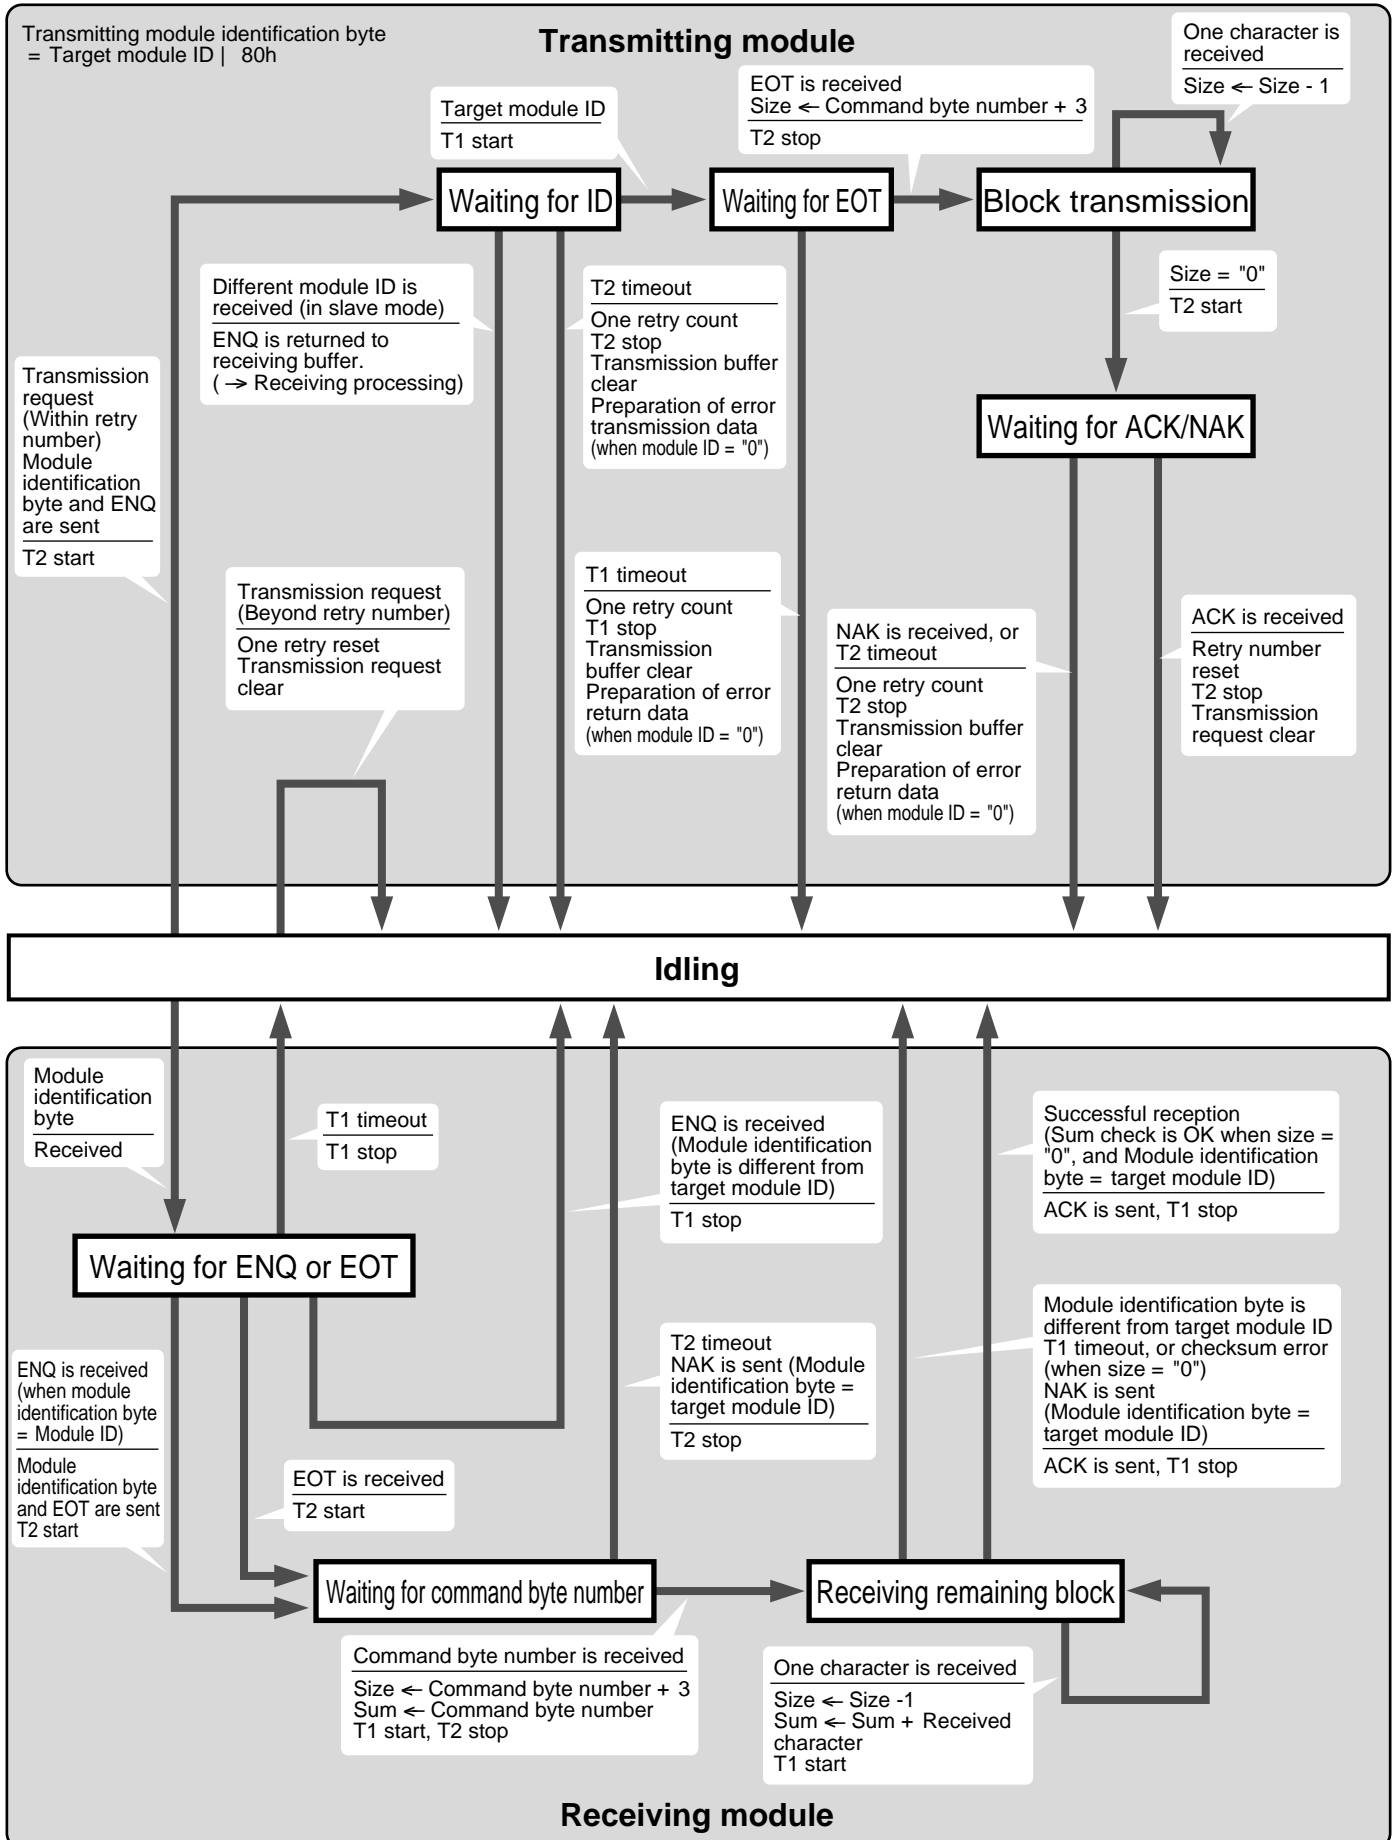 Transmitting module identification byte
= Target module ID | 80h
Transmitting module
One character is
received
Size ← Size - 1
EOT is received
Size ← Command byte number + 3
T2 stop
Target module ID
T1 start
Waiting for ID
Waiting for EOT
Block transmission
Different module ID is
received (in slave mode)
ENQ is returned to
receiving buffer.
( → Receiving processing)
T2 timeout
One retry count
T2 stop
Transmission buffer
clear
Preparation of error
transmission data
(when module ID = "0")
Size = "0"
T2 start
Transmission
request
(Within retry
number)
Module
identification
byte and ENQ
are sent
T2 start
Waiting for ACK/NAK
Transmission request
(Beyond retry number)
One retry reset
Transmission request
clear
T1 timeout
One retry count
T1 stop
Transmission
buffer clear
Preparation of error
return data
(when module ID = "0")
NAK is received, or
T2 timeout
One retry count
T2 stop
Transmission buffer
clear
Preparation of error
return data
(when module ID = "0")
ACK is received
Retry number
reset
T2 stop
Transmission
request clear
Idling
Module
identification
byte
Received
T1 timeout
T1 stop
ENQ is received
(Module identification
byte is different from
target module ID)
T1 stop
Successful reception
(Sum check is OK when size =
"0", and Module identification
byte = target module ID)
ACK is sent, T1 stop
Waiting for ENQ or EOT
ENQ is received
(when module
identification byte
= Module ID)
Module
identification byte
and EOT are sent
T2 start
EOT is received
T2 start
T2 timeout
NAK is sent (Module
identification byte =
target module ID)
T2 stop
Module identification byte is
different from target module ID
T1 timeout, or checksum error
(when size = "0")
NAK is sent
(Module identification byte =
target module ID)
ACK is sent, T1 stop
Waiting for command byte number
Receiving remaining block
Command byte number is received
Size ← Command byte number + 3
Sum ← Command byte number
T1 start, T2 stop
One character is received
Size ← Size -1
Sum ← Sum + Received
character
T1 start
Receiving module